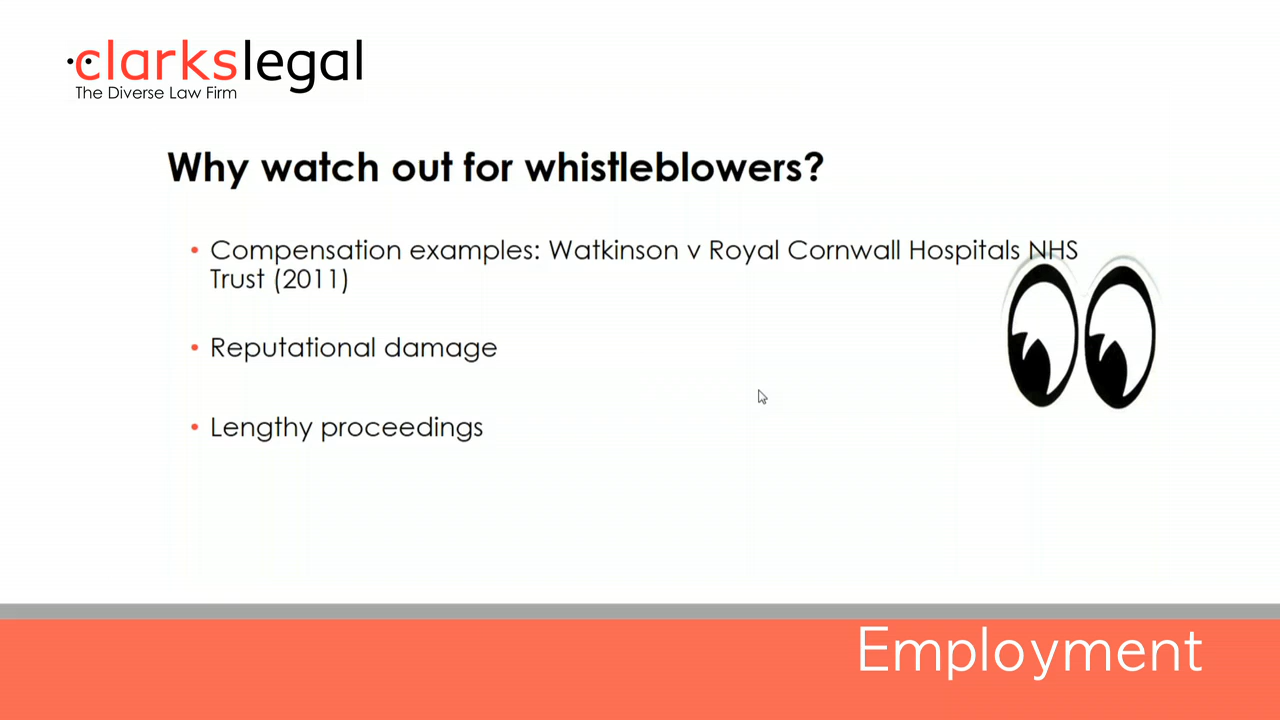 clarkslegal
The Diverse Law Firm
Why watch out for whistleblowers?
• Compensation examples: Watkinson v Royal Cornwall Hospitals NHS
Trust (2011)
• Reputational damage
• Lengthy proceedings
Employment